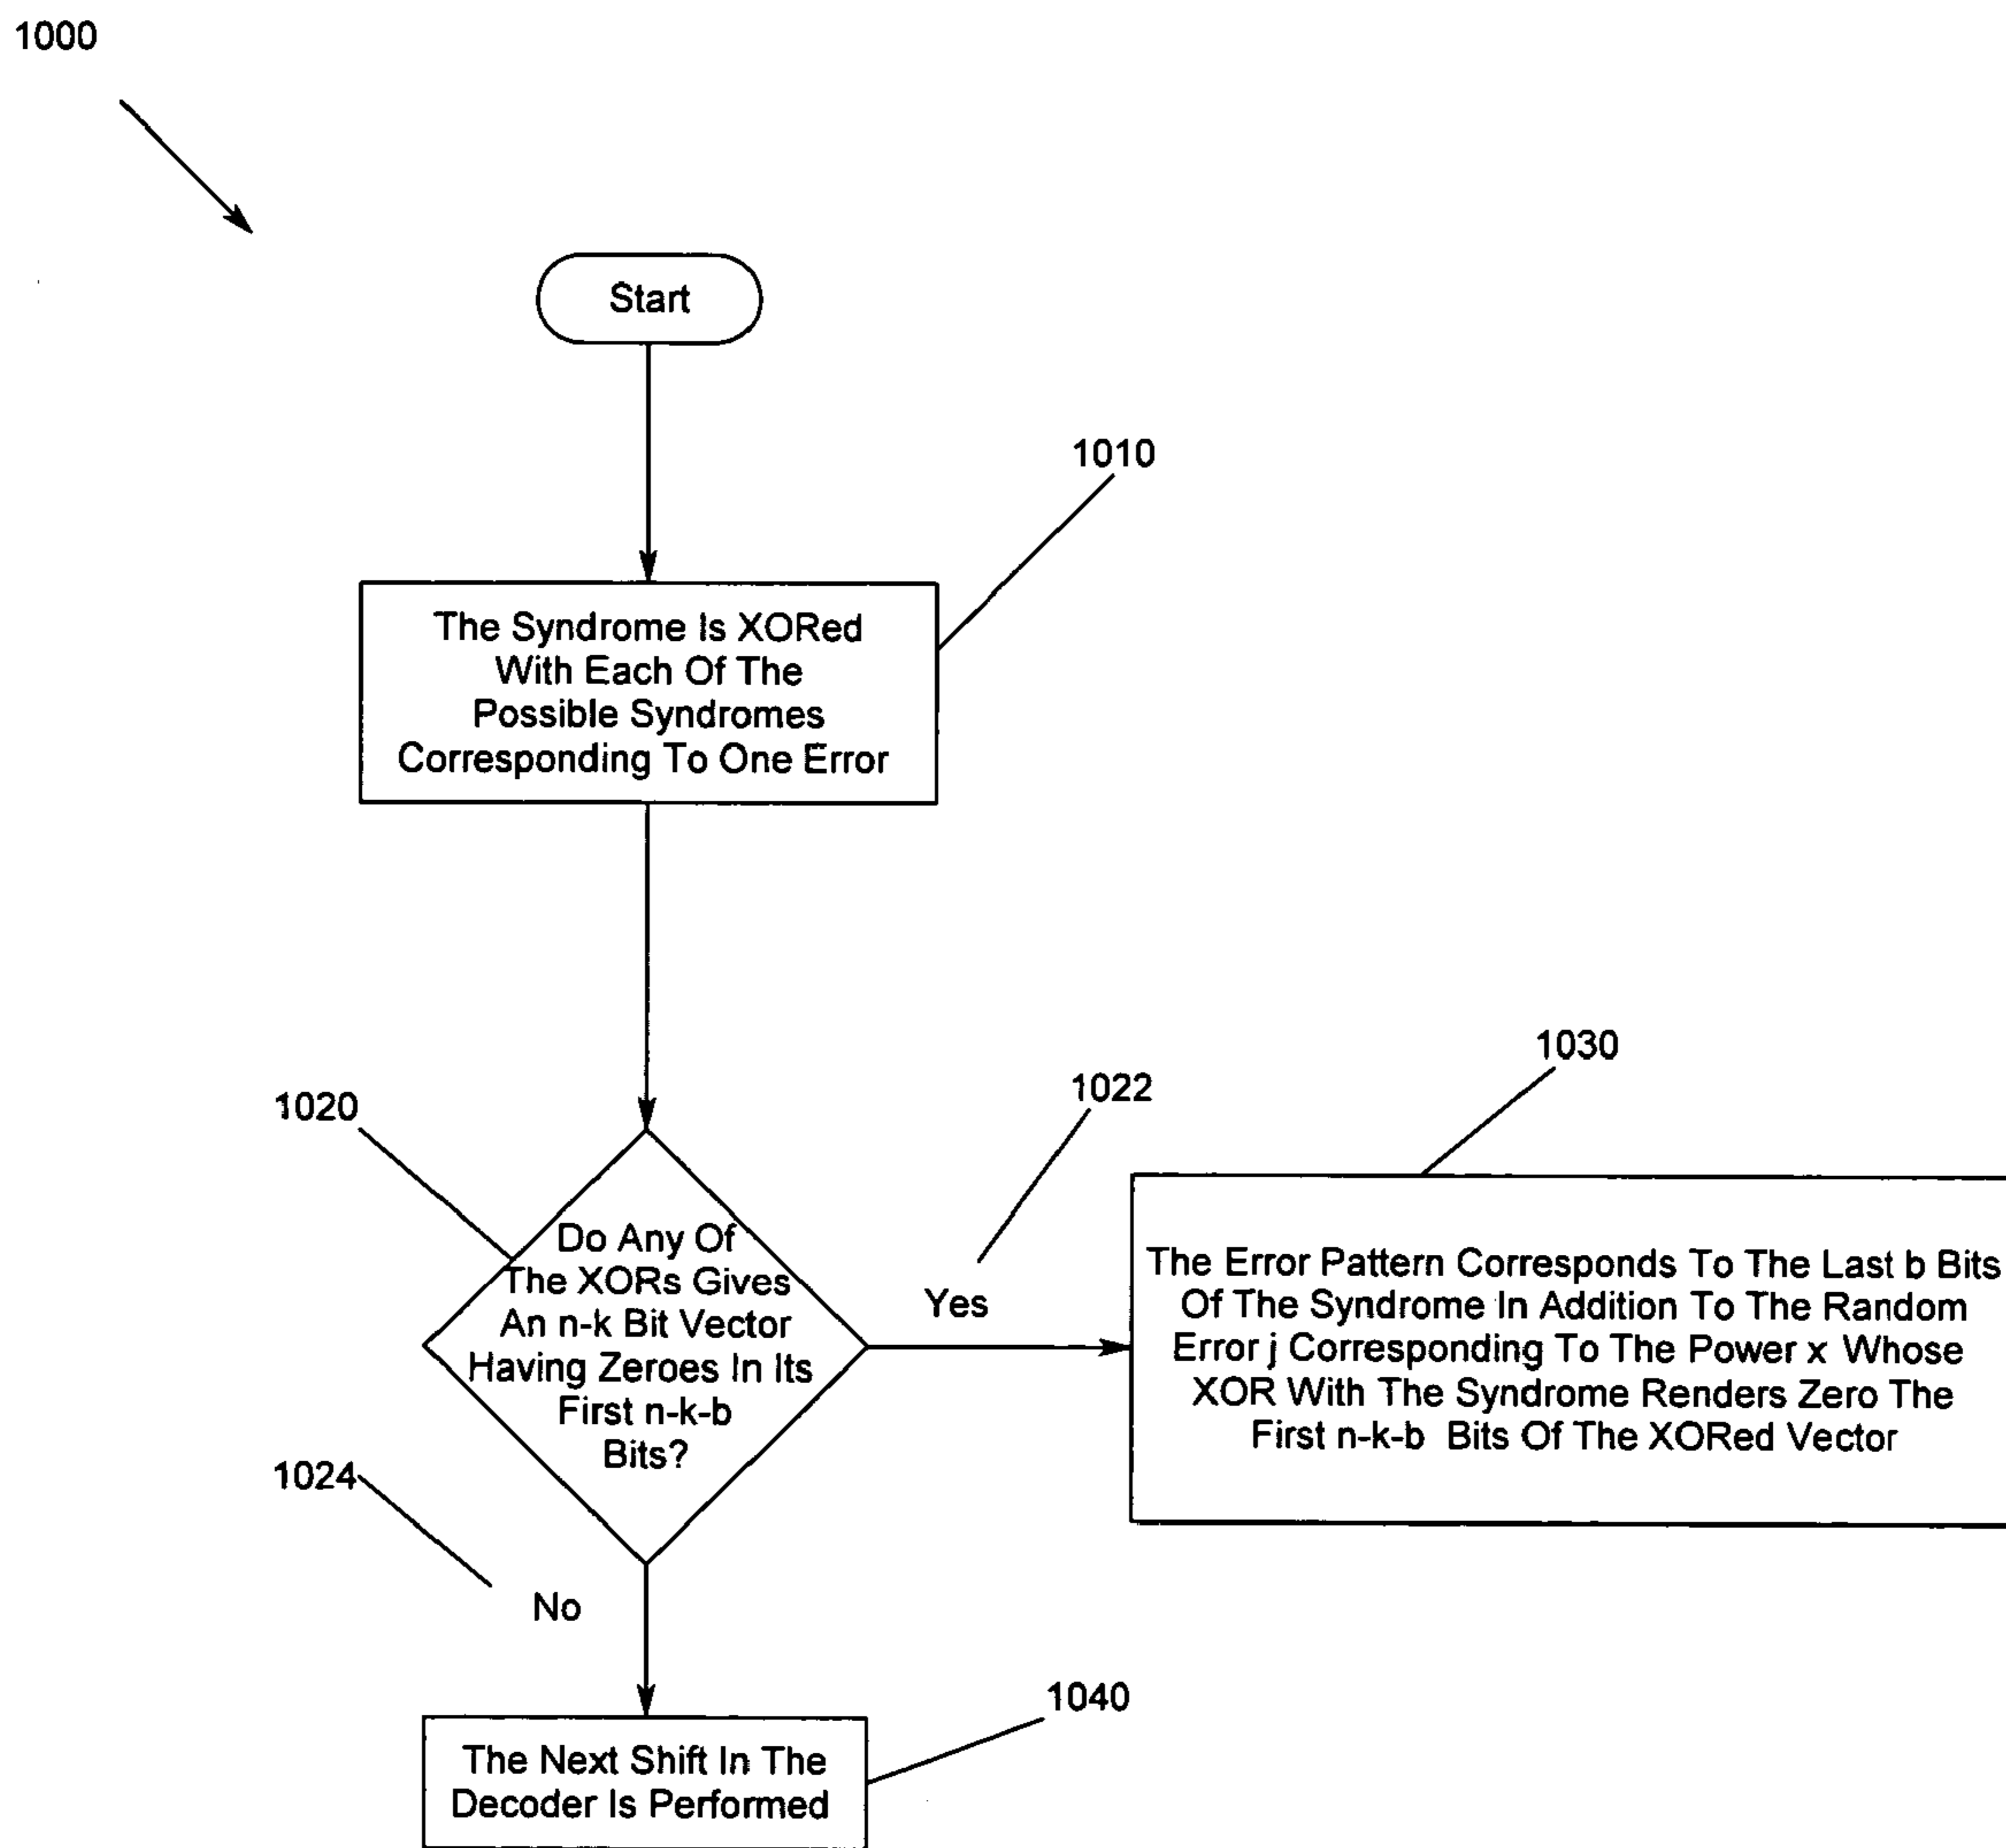 1000
Start
1010
The Syndrome Is XORed
With Each Of The
Possible Syndromes
Corresponding To One Error
1020
Do Any Of
The XORs Gives
An n-k Bit Vector
Having Zeroes In Its
First n-k-b
Bits?
1022
Yes
1030
The Error Pattern Corresponds To The Last b Bits
Of The Syndrome In Addition To The Random
Error j Corresponding To The Power x Whose
XOR With The Syndrome Renders Zero The
First n-k-b Bits Of The XORed Vector
1024
No
1040
The Next Shift In The
Decoder Is Performed